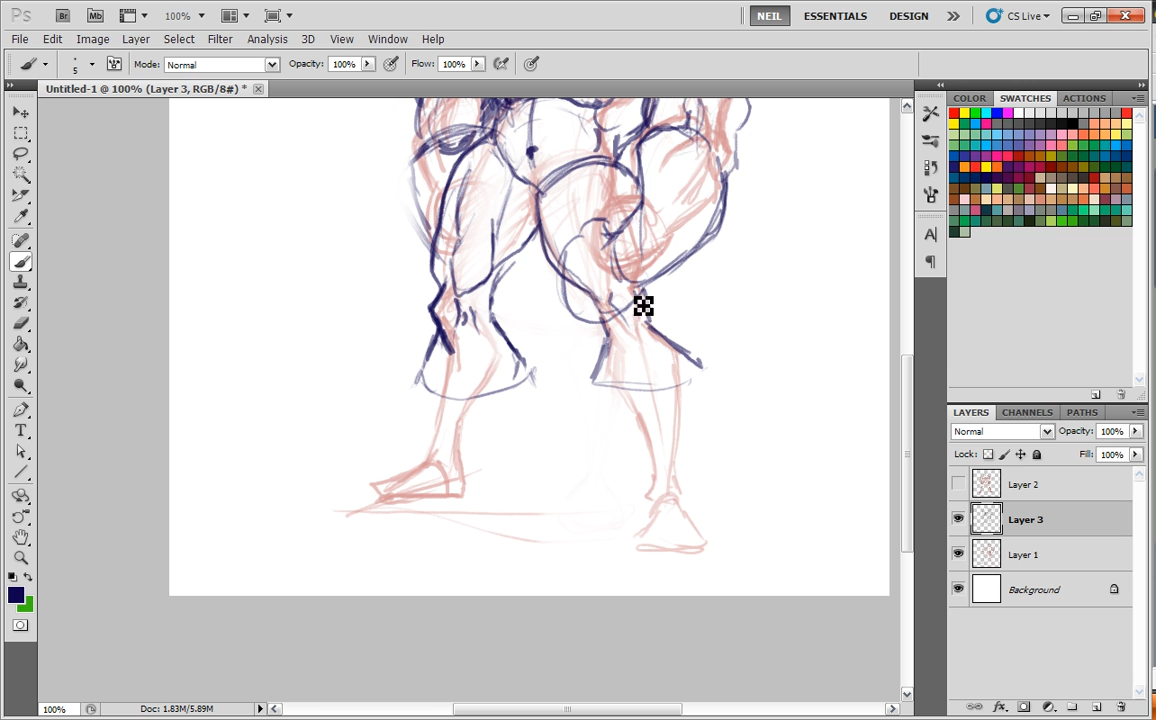 Ps Br Mb 100% NEIL ESSENTIALS DESIGN CS Live
File Edit Image Layer Select Filter Analysis 3D View Window Help
5 Mode: Normal Opacity: 100% Flow: 100%
Untitled-1 @ 100% (Layer 3, RGB/8#) *
COLOR SWATCHES ACTIONS
A
T
LAYERS CHANNELS PATHS
Normal Opacity: 100%
Lock: Fill: 100%
Layer 2
Layer 3
Layer 1
Background
fx
100% Doc: 1.83M/5.89M